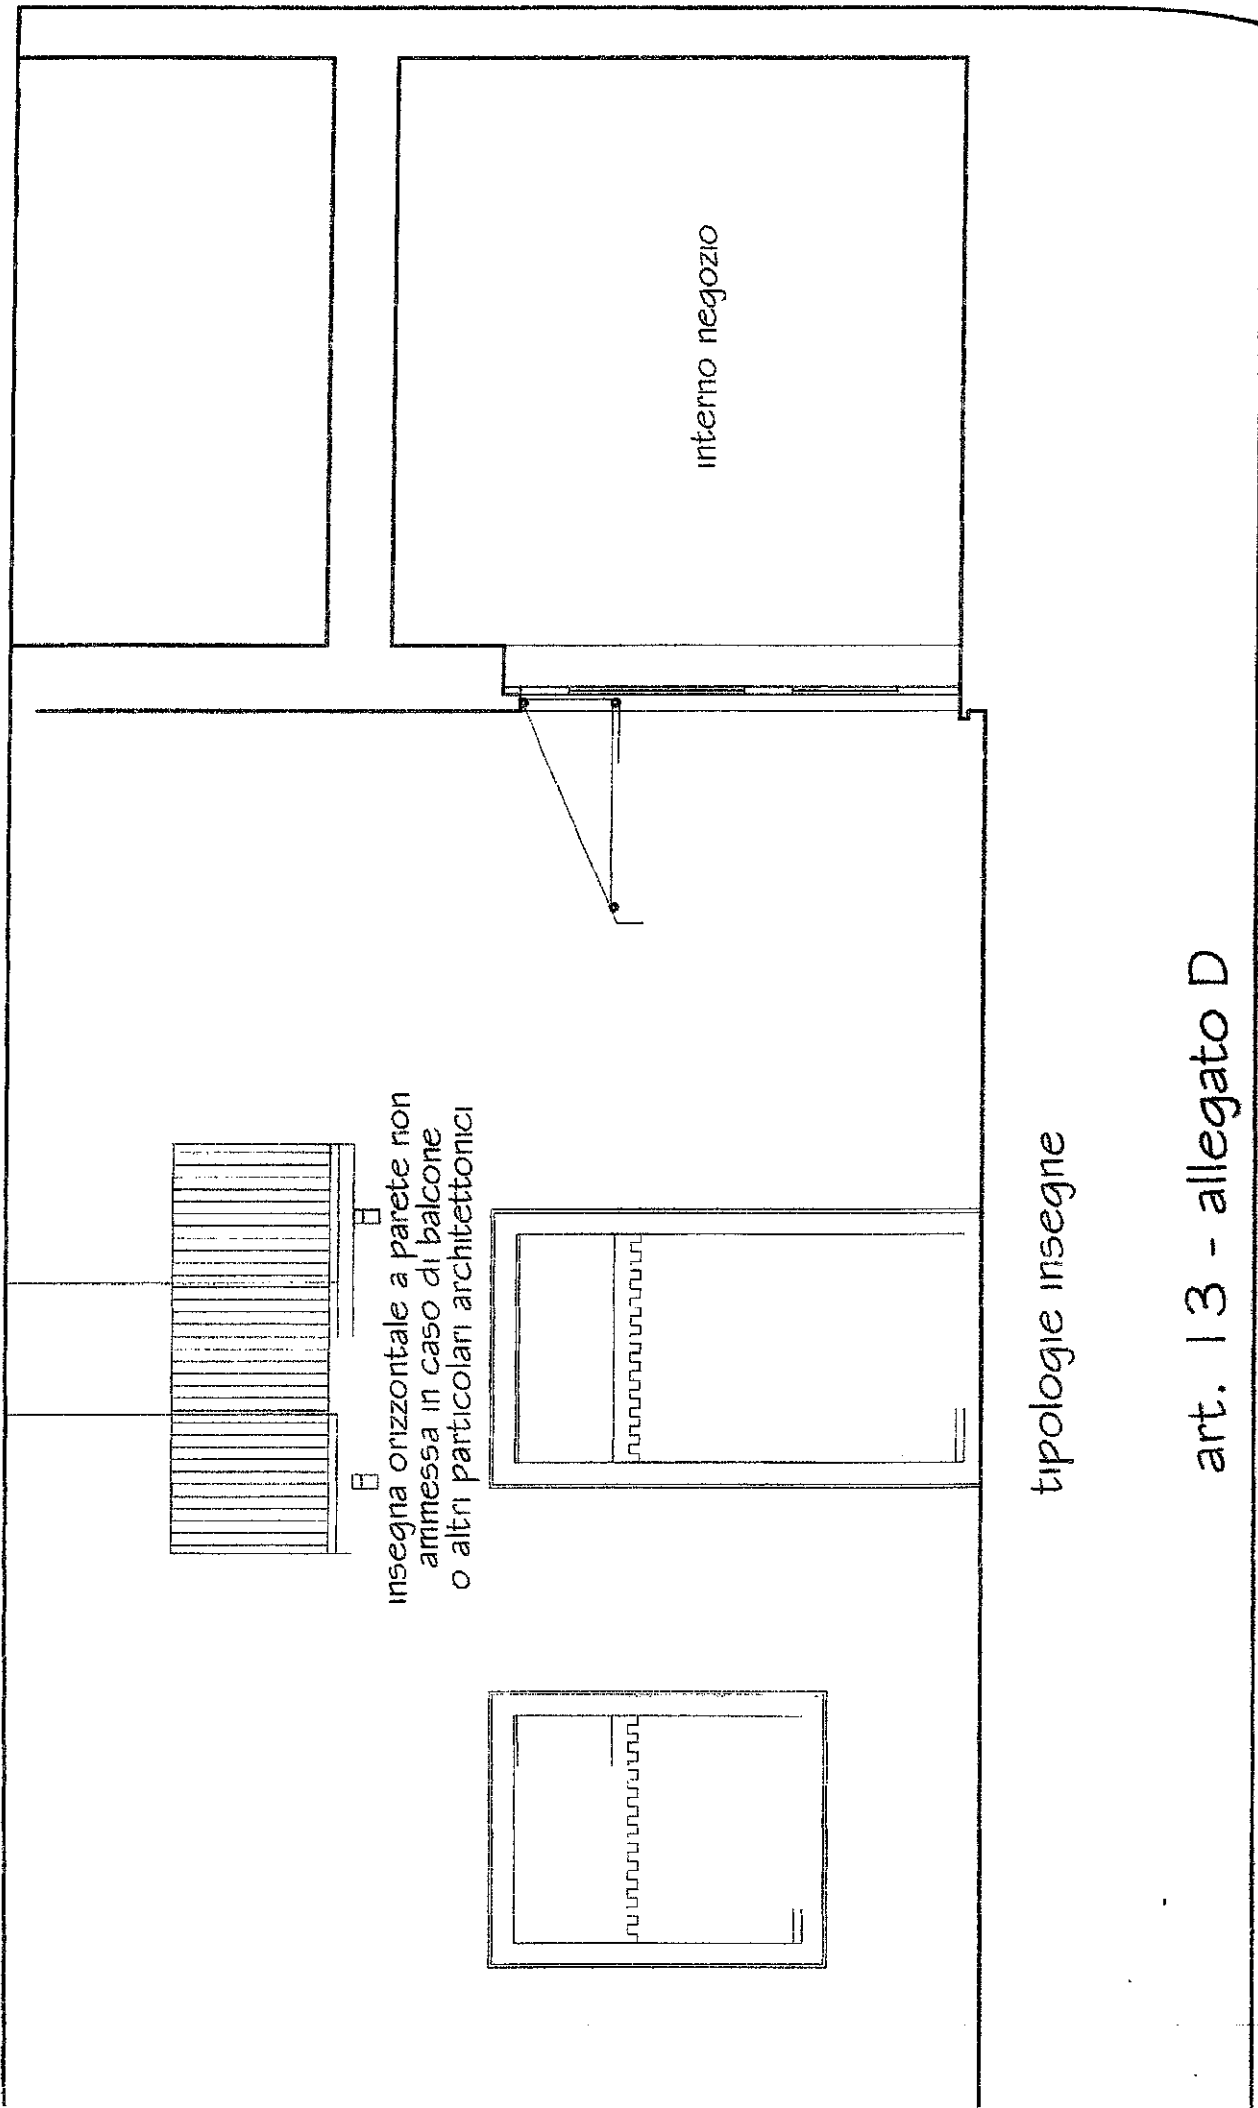 insegna orizzontale a parete non
ammessa in caso di balcone
o altri particolari architettonici
interno negozio
tipologie insegne
art. 13 - allegato D